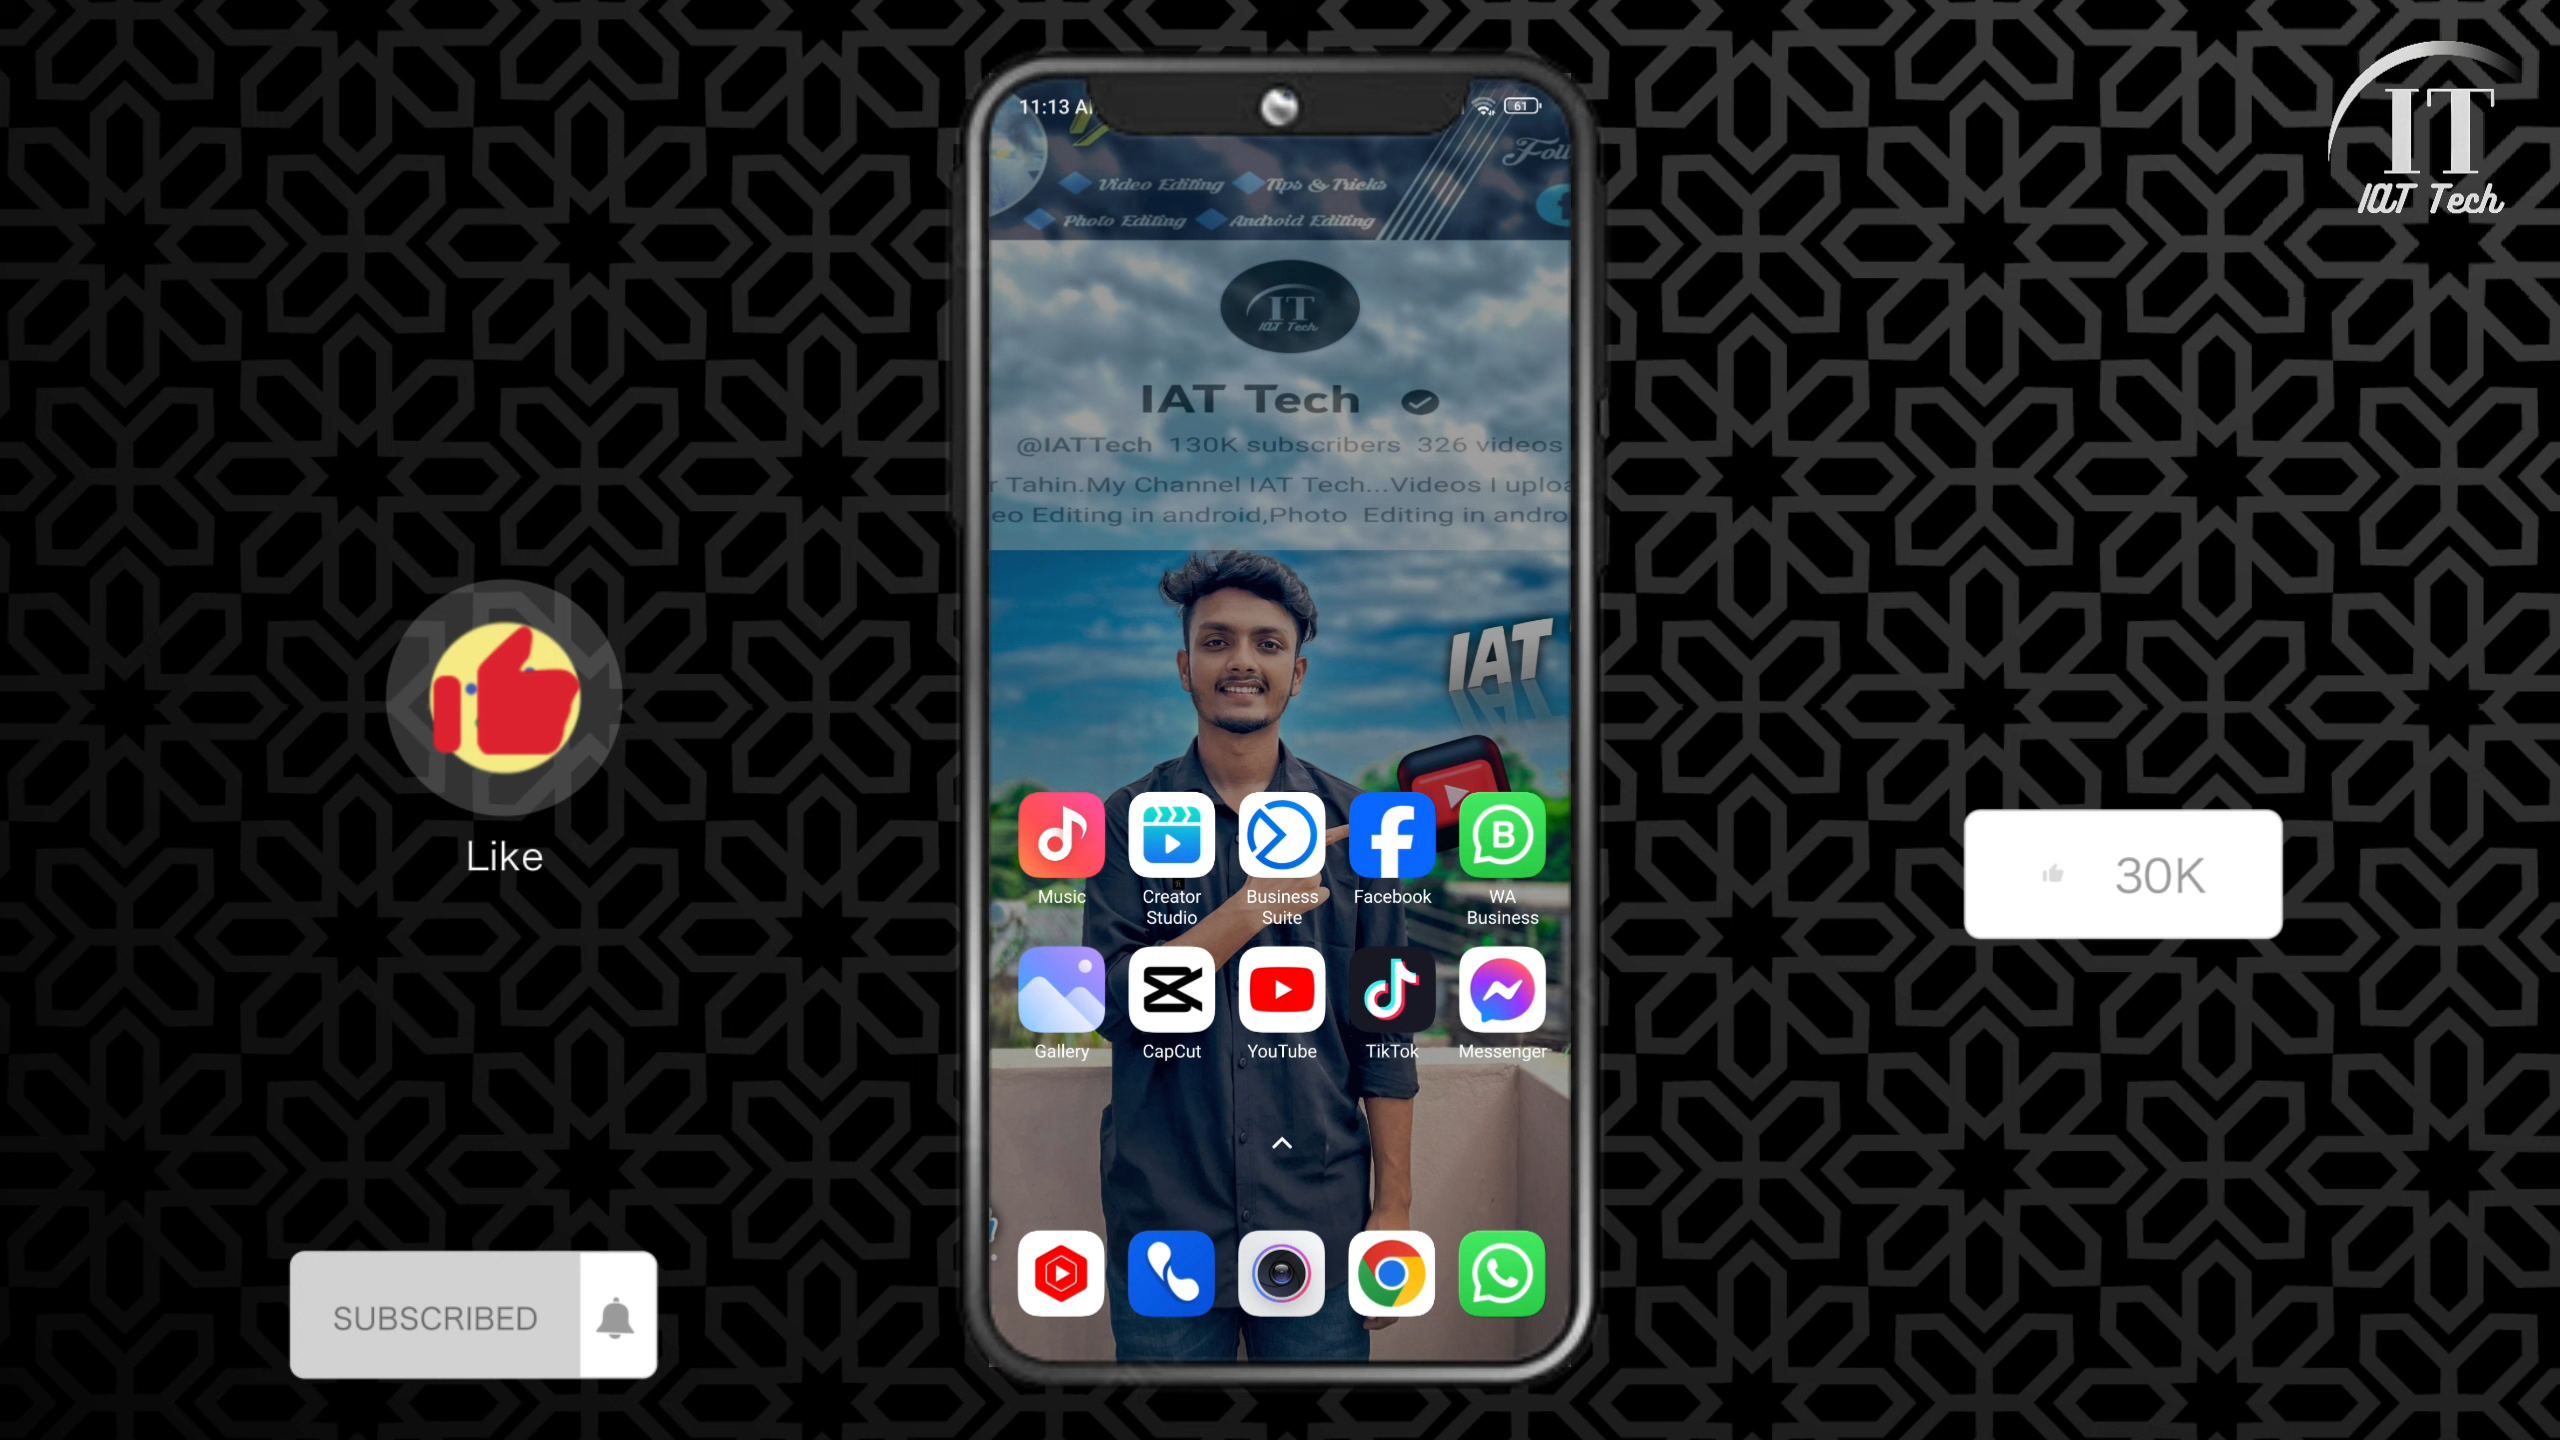 IT
IAT Tech
11:13 A
61
Foll
Video Editing Tips & Tricks
Photo Editing Android Editing
IT
IAT Tech
IAT Tech
@IATTech 130K subscribers 326 videos
r Tahin.My Channel IAT Tech...Videos I uploa
eo Editing in android,Photo Editing in andro
IAT
Like
30K
B
Music
Creator
Studio
Business
Suite
Facebook
WA
Business
Gallery
CapCut
YouTube
TikTok
Messenger
SUBSCRIBED